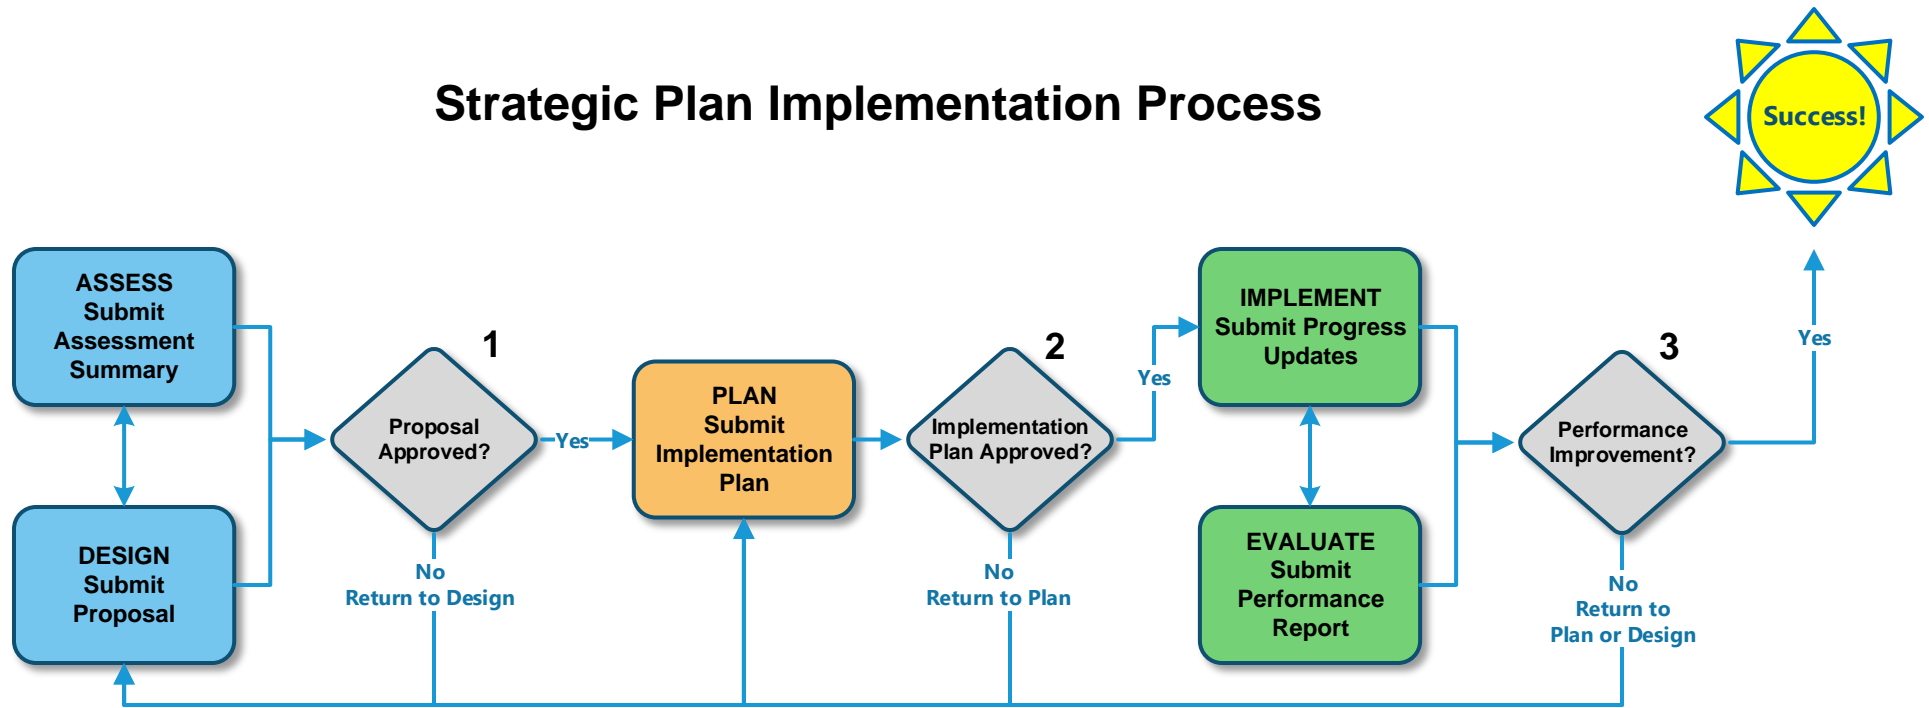 Strategic Plan Implementation Process
Success!
ASSESS
Submit
Assessment
Summary
DESIGN
Submit
Proposal
1
Proposal
Approved?
Yes
No
Return to Design
PLAN
Submit
Implementation
Plan
2
Implementation
Plan Approved?
Yes
No
Return to Plan
IMPLEMENT
Submit Progress
Updates
EVALUATE
Submit
Performance
Report
3
Performance
Improvement?
Yes
No
Return to
Plan or Design